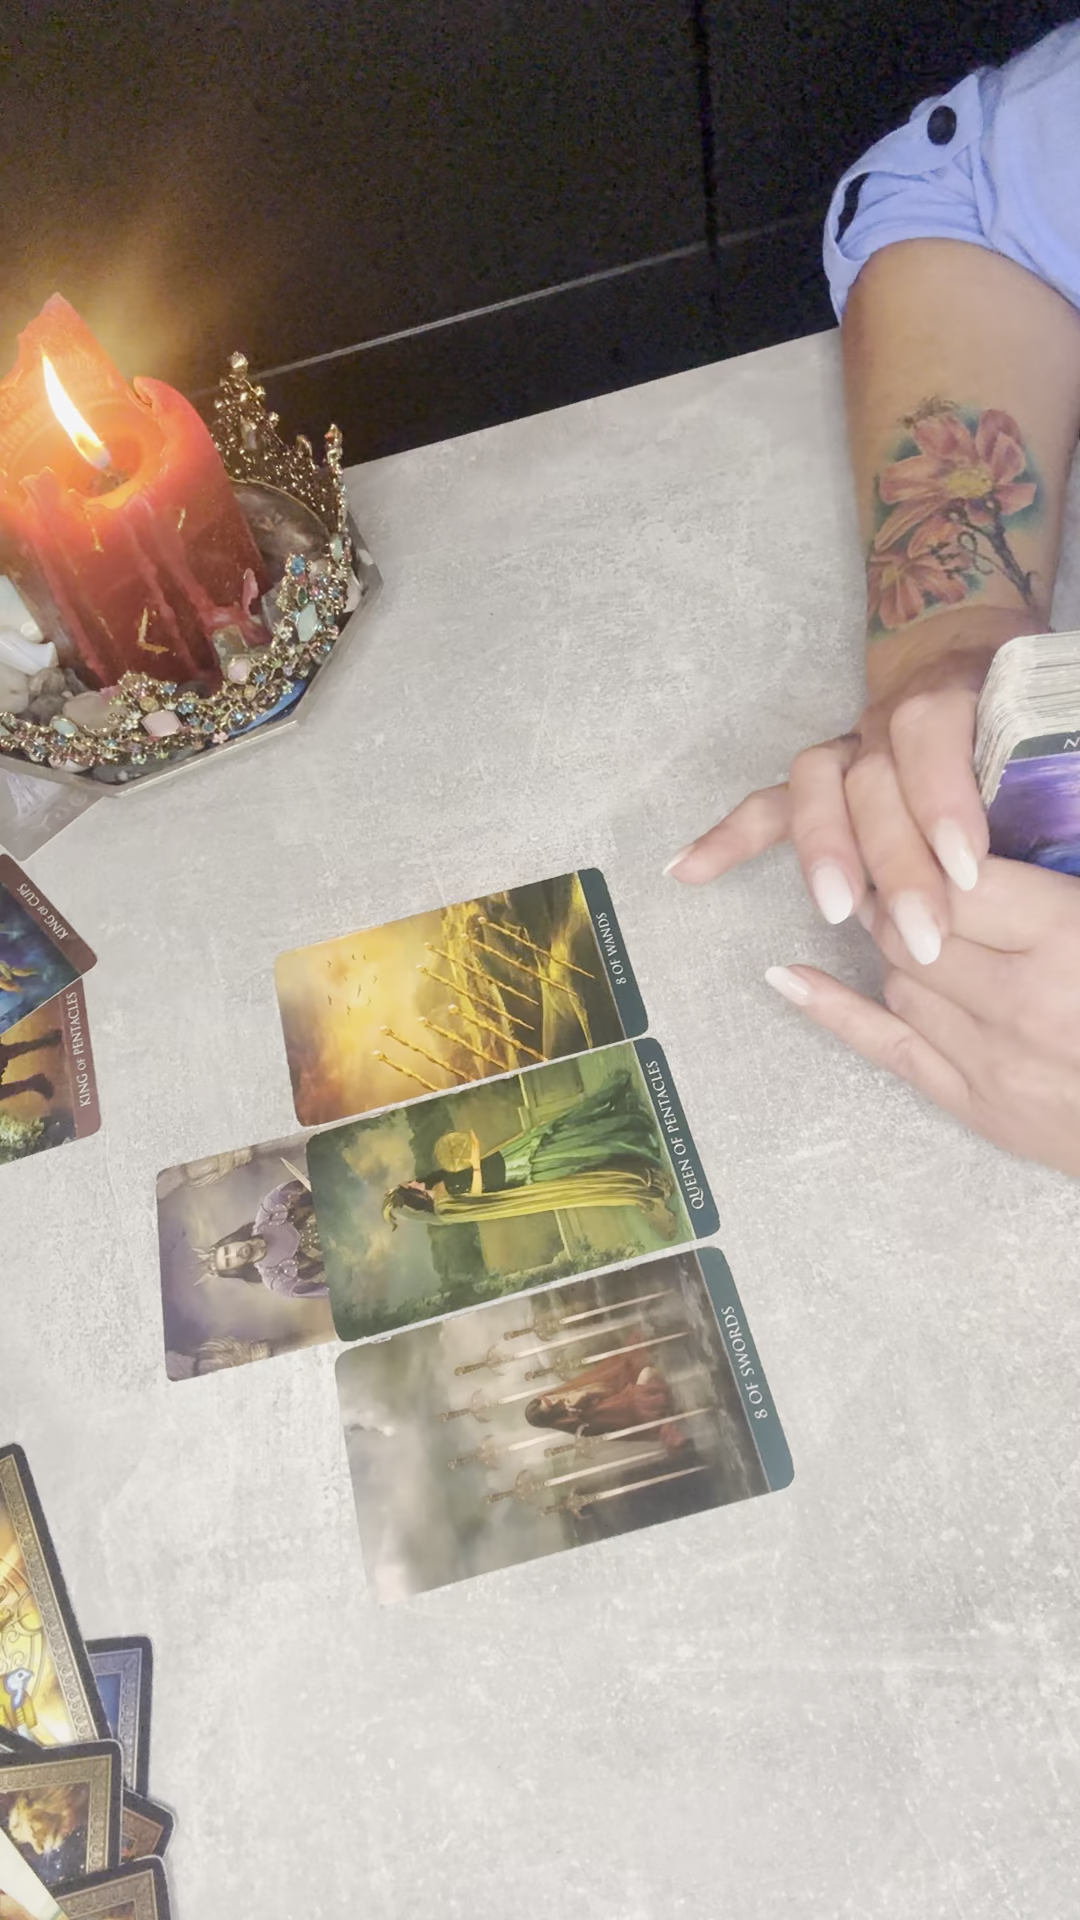 KING OF CUPS
KING OF PENTACLES
8 OF WANDS
QUEEN OF PENTACLES
8 OF SWORDS